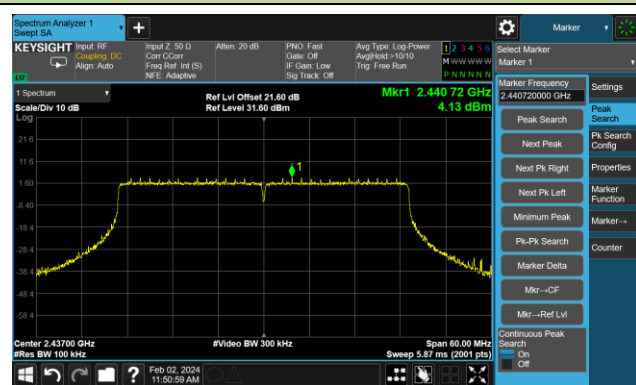 Spectrum Analyzer 1
Swept SA
Marker
KEYSIGHT
Input: RF
Coupling: DC
Align: Auto
Input Z: 50 Ω
Corr CCorr
Freq Ref: Int (S)
NFE: Adaptive
Atten: 20 dB
PNO: Fast
Gate: Off
IF Gain: Low
Sig Track: Off
Avg Type: Log-Power
Avg|Hold:>10/10
Trig: Free Run
1 2 3 4 5 6
M W W W W W
P N N N N N
Select Marker
Marker 1
LW
1 Spectrum
Scale/Div 10 dB
Log
Ref Lvl Offset 21.60 dB
Ref Level 31.60 dBm
Mkr1 2.440 72 GHz
4.13 dBm
21.6
11.6
1.60
-8.40
-18.4
-28.4
-38.4
-48.4
-58.4
1
Center 2.43700 GHz
#Res BW 100 kHz
#Video BW 300 kHz
Span 60.00 MHz
Sweep 5.87 ms (2001 pts)
Marker Frequency
2.440720000 GHz
Peak Search
Next Peak
Next Pk Right
Next Pk Left
Minimum Peak
Pk-Pk Search
Marker Delta
Mkr→CF
Mkr→Ref Lvl
Continuous Peak
Search
On
Off
Settings
Peak
Search
Pk Search
Config
Properties
Marker
Function
Marker→
Counter
?
Feb 02, 2024
11:50:59 AM